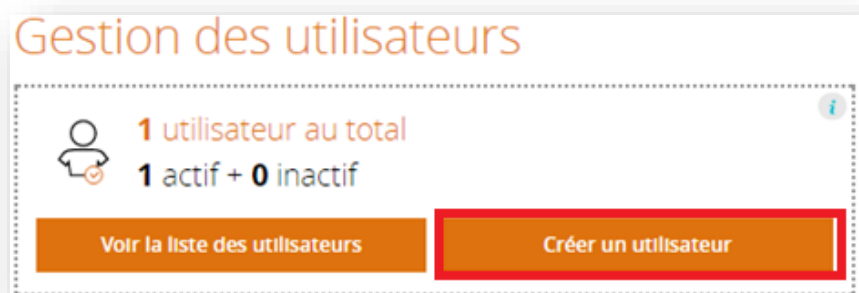 Gestion des utilisateurs
i
1 utilisateur au total
1 actif + 0 inactif
Voir la liste des utilisateurs
Créer un utilisateur